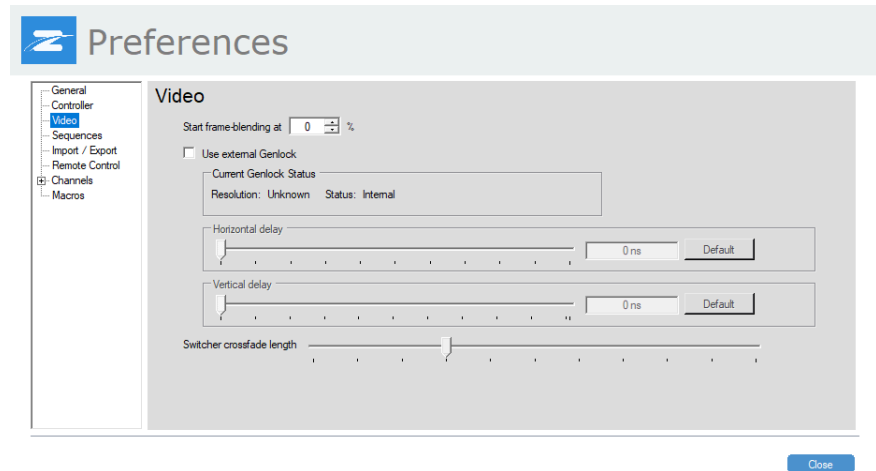 Preferences
General
Controller
Video
Sequences
Import / Export
Remote Control
Channels
Macros
Video
Start frame-blending at 0 %
Use external Genlock
Current Genlock Status
Resolution: Unknown Status: Internal
Horizontal delay
0 ns Default
Vertical delay
0 ns Default
Switcher crossfade length
Close